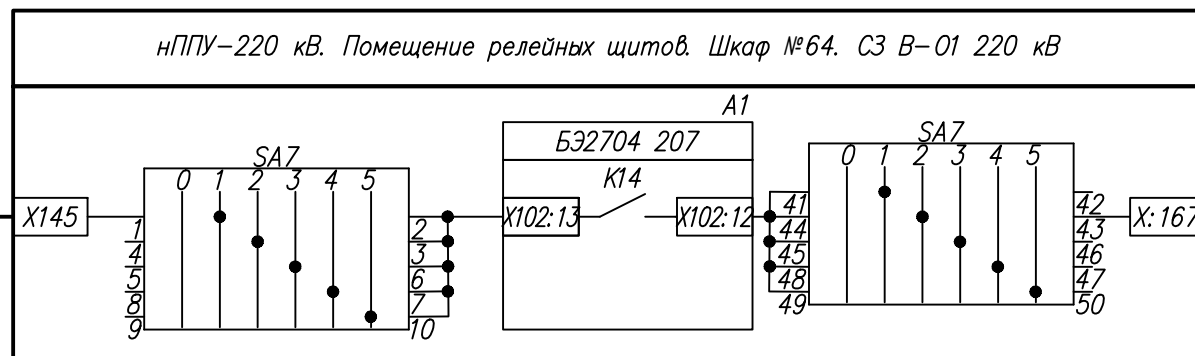 нППУ-220 кВ. Помещение релейных щитов. Шкаф №64. СЗ В-01 220 кВ
A1
SA7
БЭ2704 207
SA7
0 1 2 3 4 5
K14
0 1 2 3 4 5
X145
X102:13
X102:12
X:167
1
4
5
8
9
2
3
6
7
10
41
44
45
48
49
42
43
46
47
50